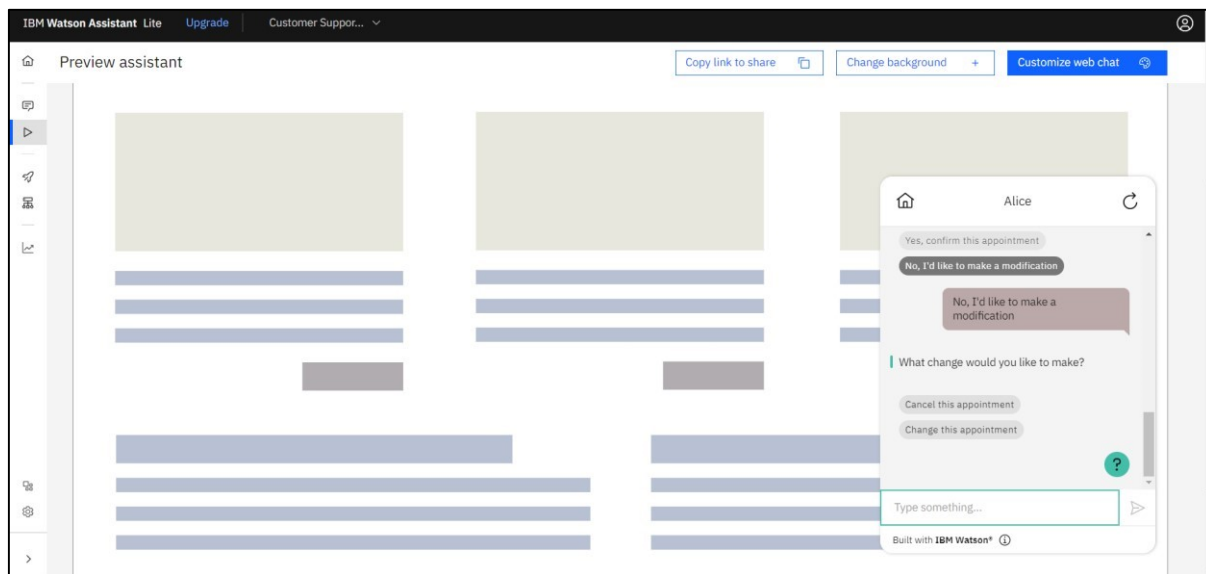 IBM Watson Assistant Lite Upgrade Customer Suppor...
Preview assistant Copy link to share Change background + Customize web chat
Alice
Yes, confirm this appointment
No, I'd like to make a modification
No, I'd like to make a
modification
What change would you like to make?
Cancel this appointment
Change this appointment
?
Type something...
Built with IBM Watson®